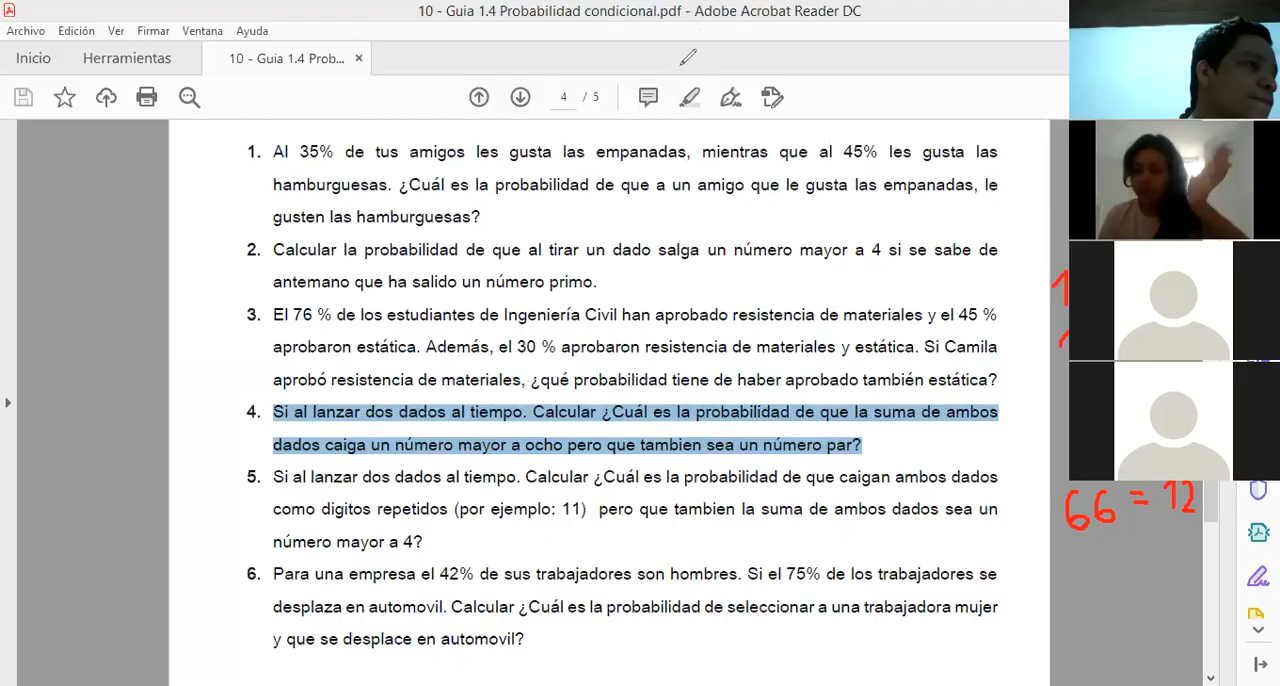 10 - Guia 1.4 Probabilidad condicional.pdf - Adobe Acrobat Reader DC
Archivo Edición Ver Firmar Ventana Ayuda
Inicio Herramientas 10 - Guia 1.4 Prob... ×
4 / 5
1. Al 35% de tus amigos les gusta las empanadas, mientras que al 45% les gusta las
hamburguesas. ¿Cuál es la probabilidad de que a un amigo que le gusta las empanadas, le
gusten las hamburguesas?
2. Calcular la probabilidad de que al tirar un dado salga un número mayor a 4 si se sabe de
antemano que ha salido un número primo.
3. El 76 % de los estudiantes de Ingeniería Civil han aprobado resistencia de materiales y el 45 %
aprobaron estática. Además, el 30 % aprobaron resistencia de materiales y estática. Si Camila
aprobó resistencia de materiales, ¿qué probabilidad tiene de haber aprobado también estática?
4. Si al lanzar dos dados al tiempo. Calcular ¿Cuál es la probabilidad de que la suma de ambos
dados caiga un número mayor a ocho pero que tambien sea un número par?
5. Si al lanzar dos dados al tiempo. Calcular ¿Cuál es la probabilidad de que caigan ambos dados
como digitos repetidos (por ejemplo: 11) pero que tambien la suma de ambos dados sea un
número mayor a 4?
6. Para una empresa el 42% de sus trabajadores son hombres. Si el 75% de los trabajadores se
desplaza en automovil. Calcular ¿Cuál es la probabilidad de seleccionar a una trabajadora mujer
y que se desplace en automovil?
66 = 12